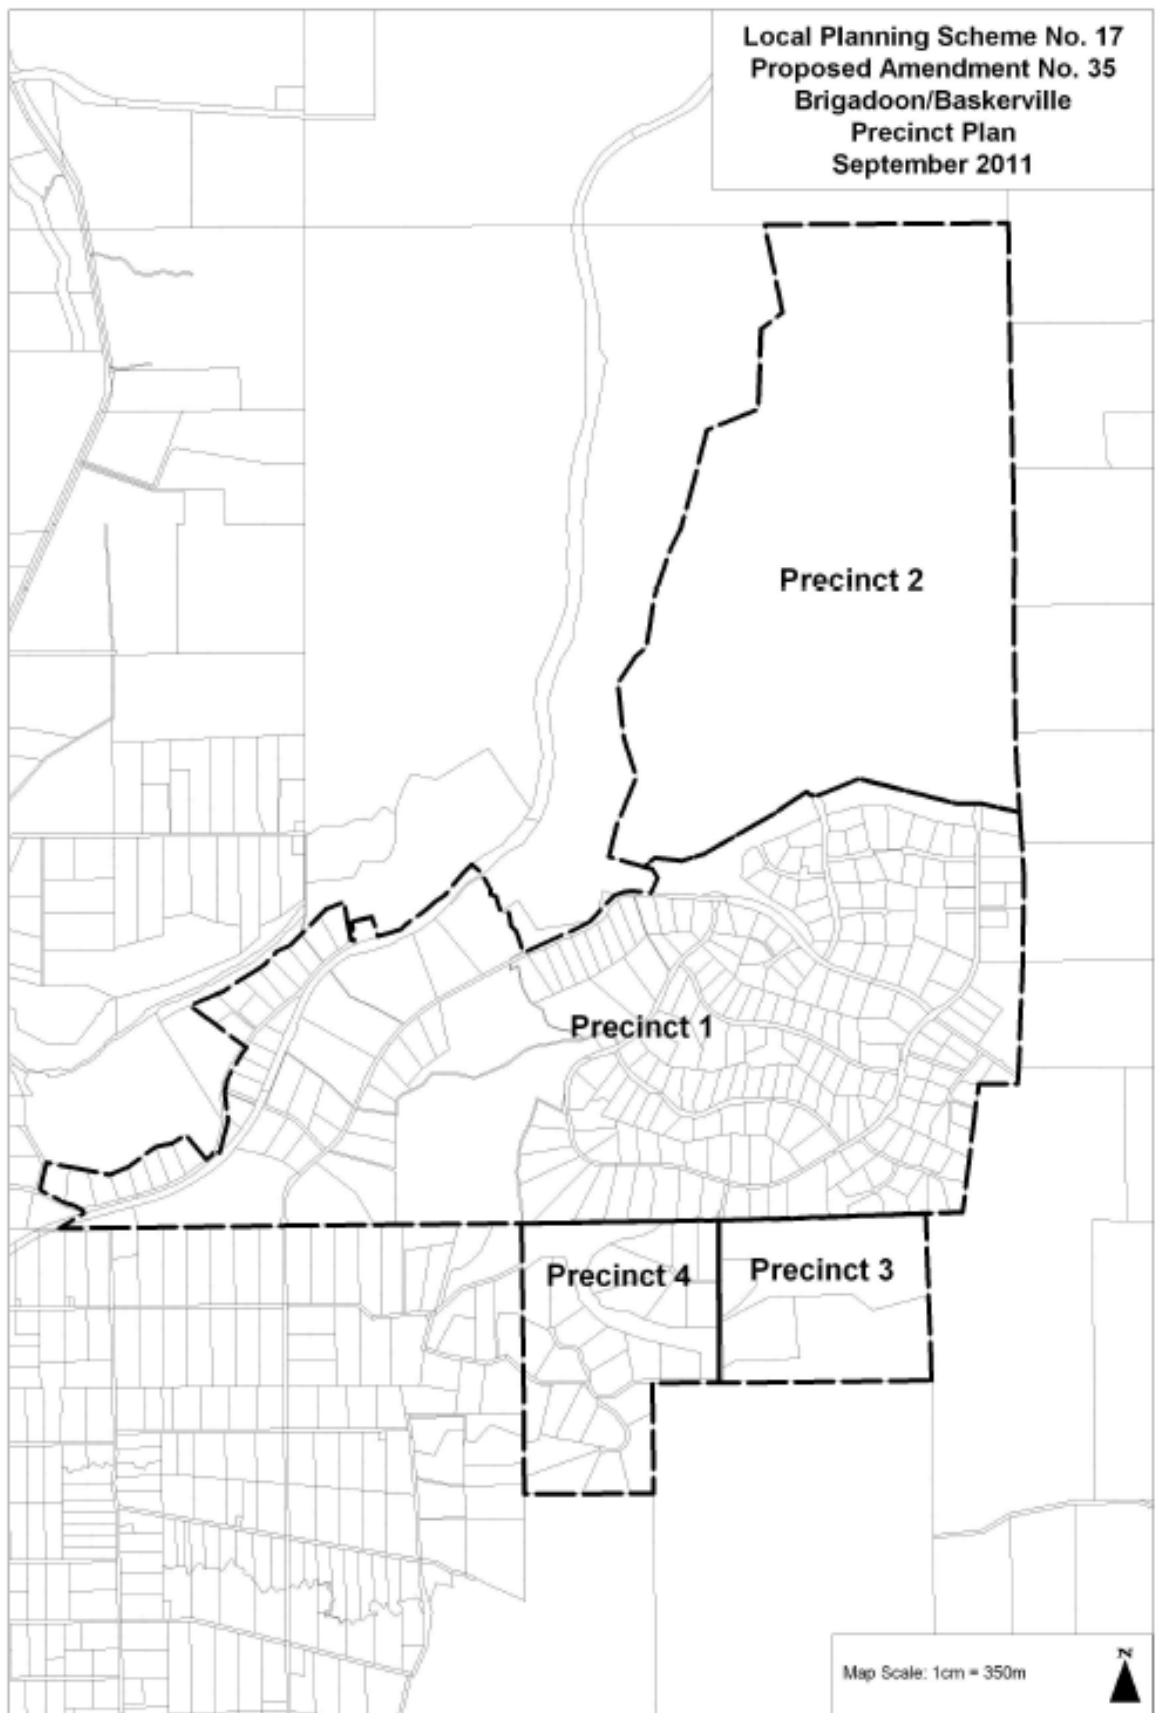 Local Planning Scheme No. 17
Proposed Amendment No. 35
Brigadoon/Baskerville
Precinct Plan
September 2011
Precinct 2
Precinct 1
Precinct 4
Precinct 3
Map Scale: 1cm = 350m
N